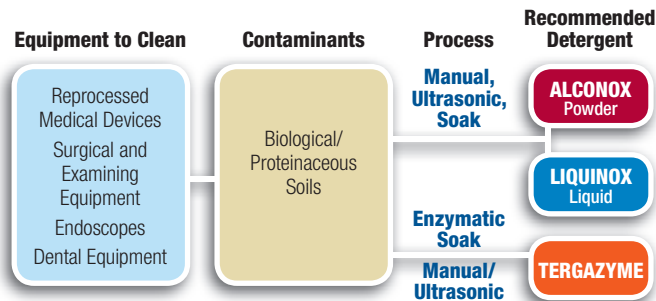 Equipment to Clean
Contaminants
Process
Recommended
Detergent
Reprocessed
Medical Devices
Surgical and
Examining
Equipment
Endoscopes
Dental Equipment
Biological/
Proteinaceous
Soils
Manual,
Ultrasonic,
Soak
ALCONOX
Powder
LIQUINOX
Liquid
Enzymatic
Soak
Manual/
Ultrasonic
TERGAZYME